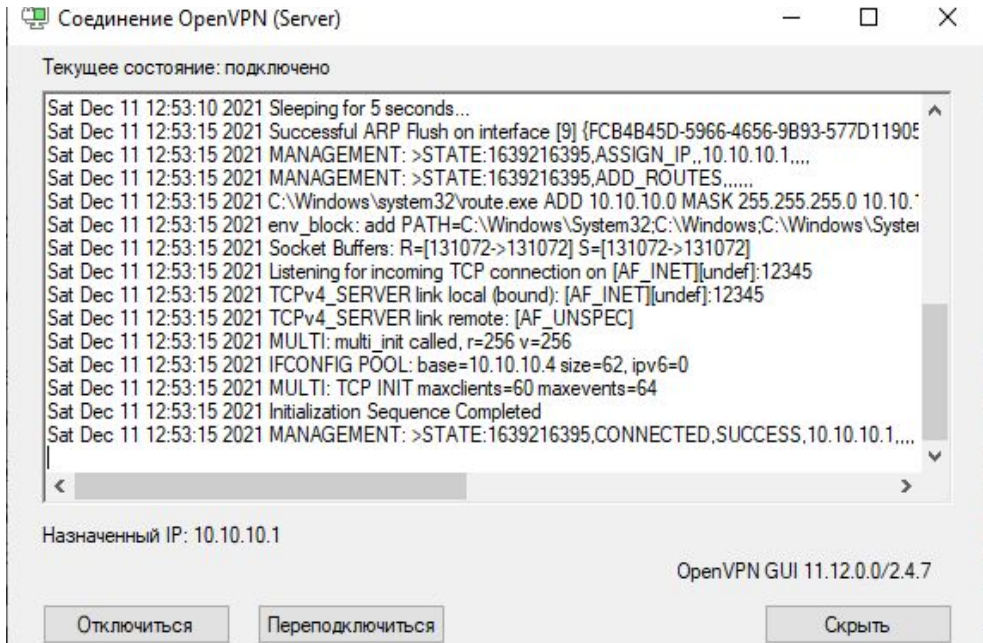 Соединение OpenVPN (Server)
Текущее состояние: подключено
Sat Dec 11 12:53:10 2021 Sleeping for 5 seconds...
Sat Dec 11 12:53:15 2021 Successful ARP Flush on interface [9] {FCB4B45D-5966-4656-9B93-577D11905
Sat Dec 11 12:53:15 2021 MANAGEMENT: >STATE:1639216395,ASSIGN_IP,,10.10.10.1,,,,
Sat Dec 11 12:53:15 2021 MANAGEMENT: >STATE:1639216395,ADD_ROUTES,,,,,,
Sat Dec 11 12:53:15 2021 C:\Windows\system32\route.exe ADD 10.10.10.0 MASK 255.255.255.0 10.10.1
Sat Dec 11 12:53:15 2021 env_block: add PATH=C:\Windows\System32;C:\Windows;C:\Windows\System
Sat Dec 11 12:53:15 2021 Socket Buffers: R=[131072->131072] S=[131072->131072]
Sat Dec 11 12:53:15 2021 Listening for incoming TCP connection on [AF_INET][undef]:12345
Sat Dec 11 12:53:15 2021 TCPv4_SERVER link local (bound): [AF_INET][undef]:12345
Sat Dec 11 12:53:15 2021 TCPv4_SERVER link remote: [AF_UNSPEC]
Sat Dec 11 12:53:15 2021 MULTI: multi_init called, r=256 v=256
Sat Dec 11 12:53:15 2021 IFCONFIG POOL: base=10.10.10.4 size=62, ipv6=0
Sat Dec 11 12:53:15 2021 MULTI: TCP INIT maxclients=60 maxevents=64
Sat Dec 11 12:53:15 2021 Initialization Sequence Completed
Sat Dec 11 12:53:15 2021 MANAGEMENT: >STATE:1639216395,CONNECTED,SUCCESS,10.10.10.1,,,,
Назначенный IP: 10.10.10.1
OpenVPN GUI 11.12.0.0/2.4.7
Отключиться
Переподключиться
Скрыть